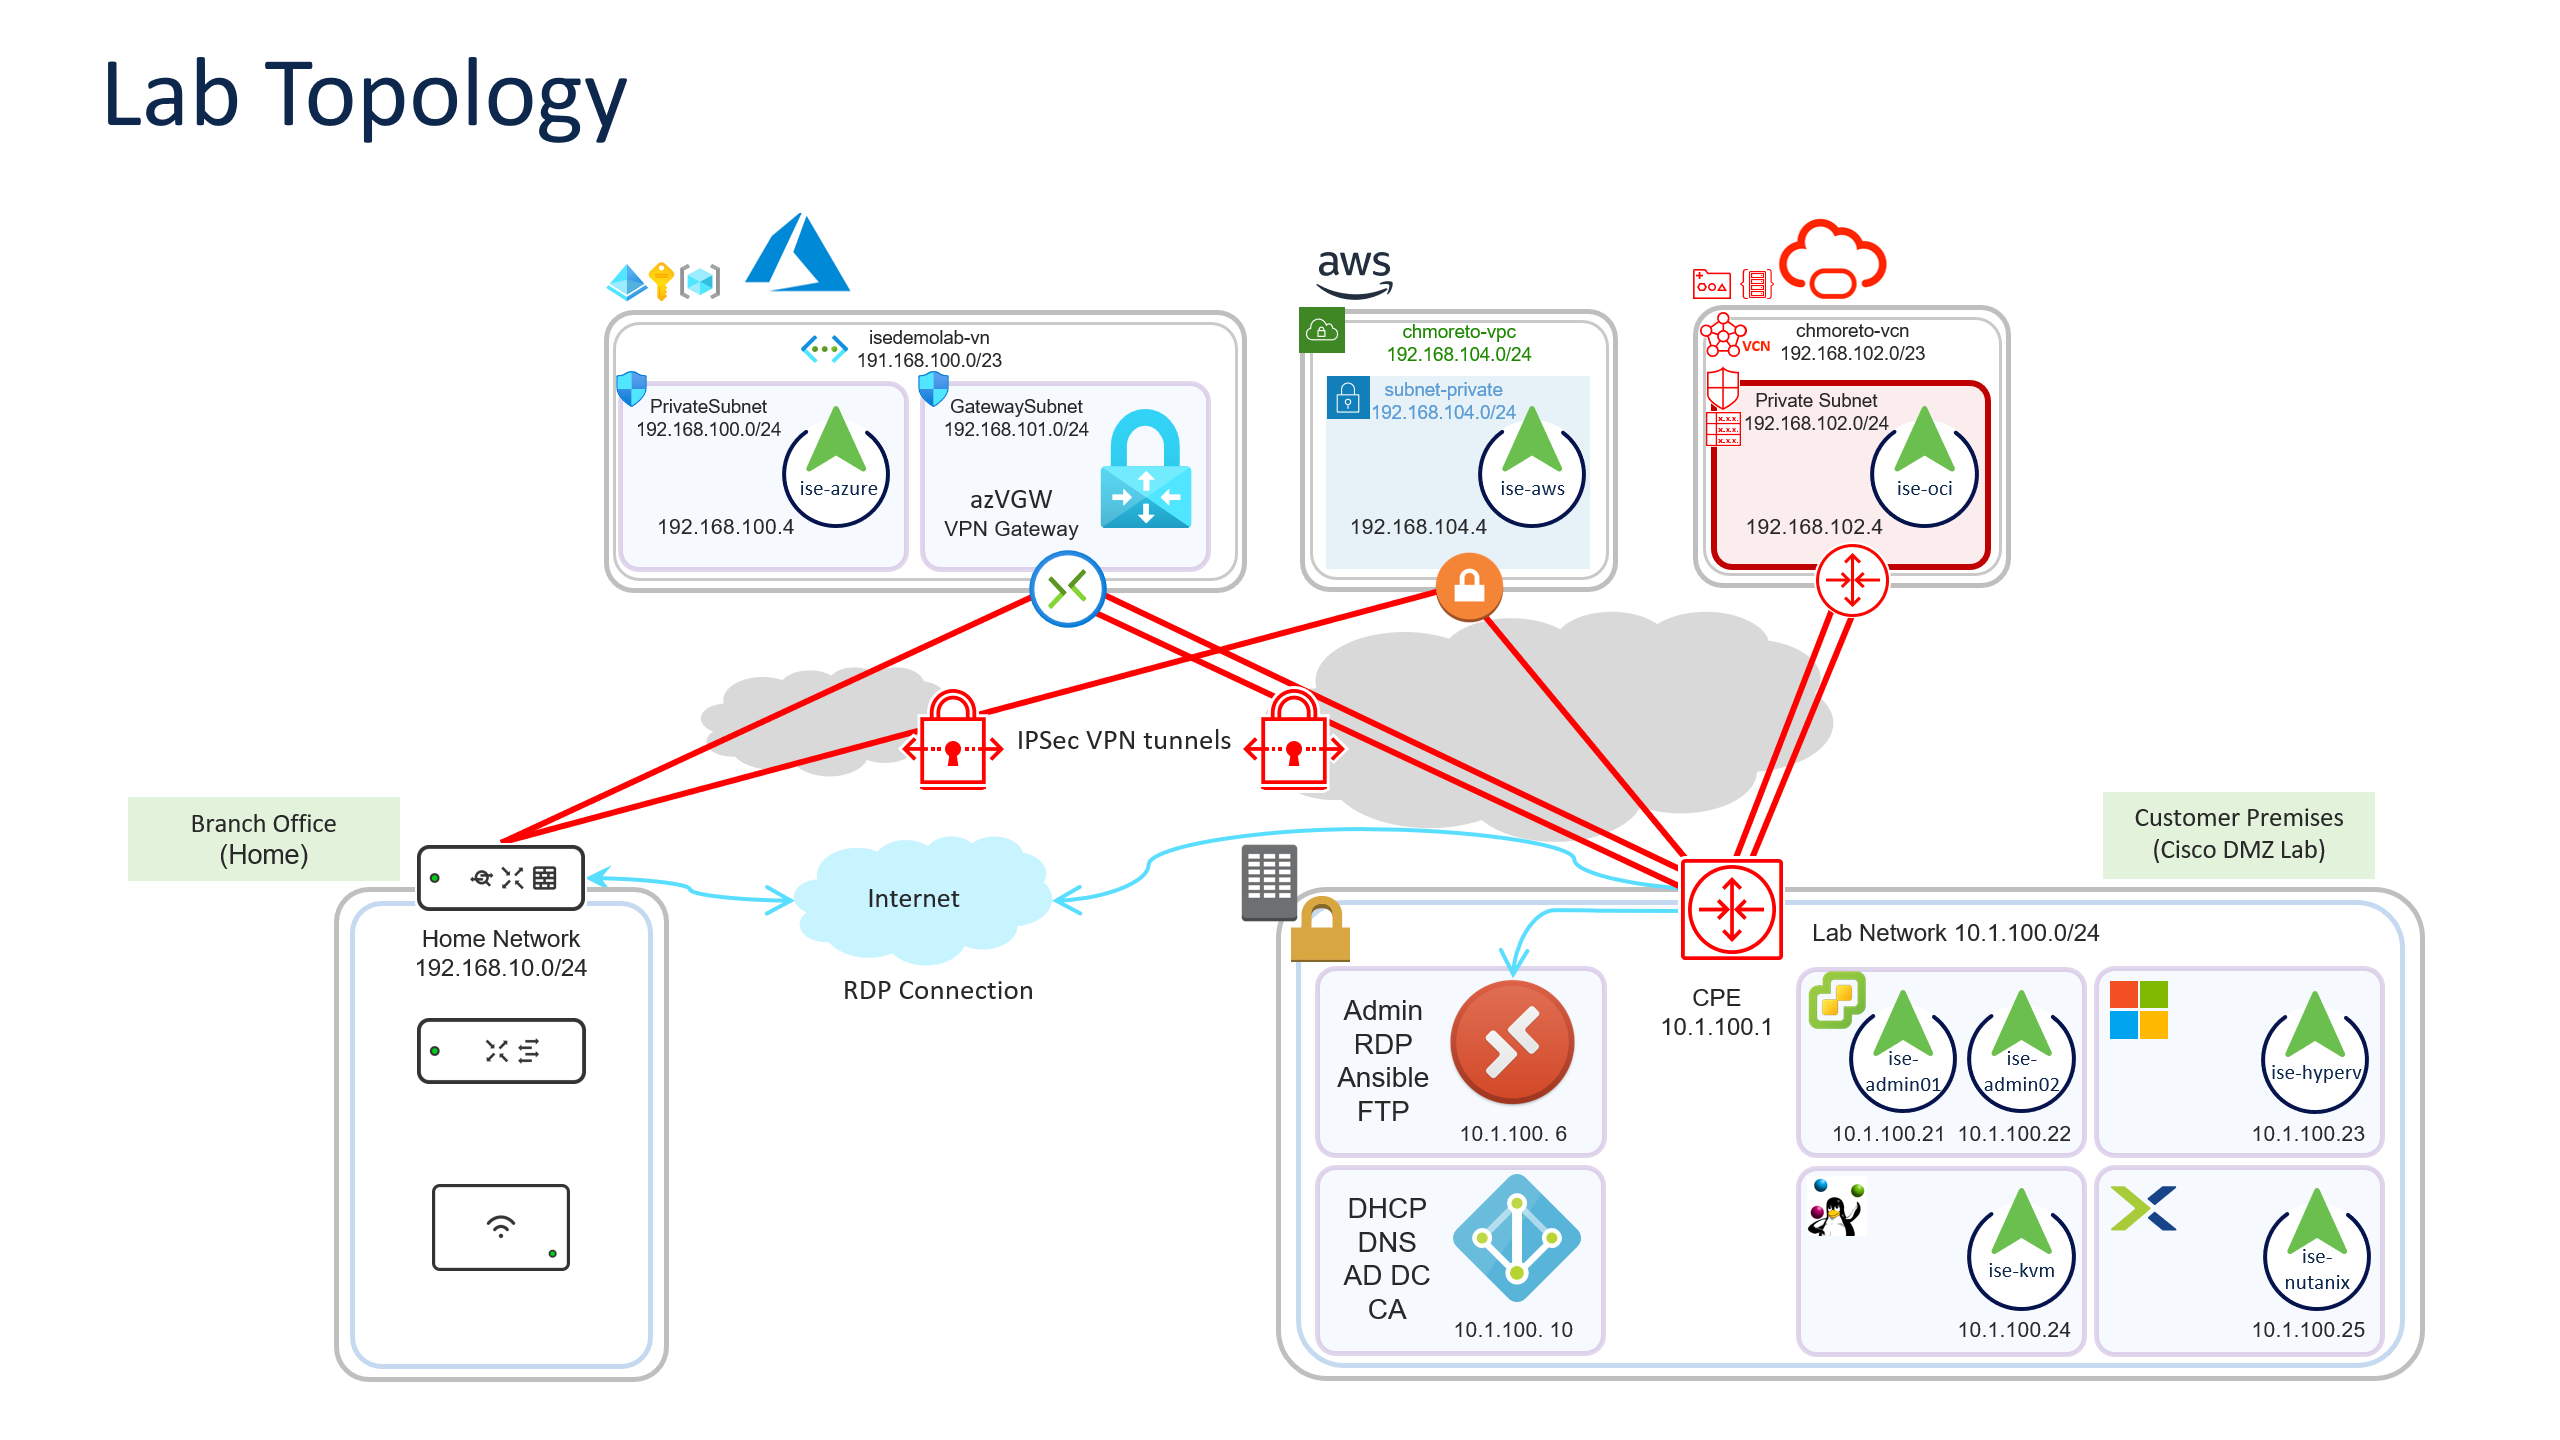 Lab Topology
aws
isedemolab-vn
191.168.100.0/23
PrivateSubnet
192.168.100.0/24
ise-azure
192.168.100.4
GatewaySubnet
192.168.101.0/24
azVGW
VPN Gateway
chmoreto-vpc
192.168.104.0/24
subnet-private
192.168.104.0/24
ise-aws
192.168.104.4
VCN
chmoreto-vcn
192.168.102.0/23
Private Subnet
192.168.102.0/24
x.x.x.
x.x.x.
x.x.x.
ise-oci
192.168.102.4
IPSec VPN tunnels
Branch Office
(Home)
Customer Premises
(Cisco DMZ Lab)
Internet
RDP Connection
Home Network
192.168.10.0/24
Lab Network 10.1.100.0/24
CPE
10.1.100.1
Admin
RDP
Ansible
FTP
10.1.100. 6
ise-
admin01
10.1.100.21
ise-
admin02
10.1.100.22
ise-hyperv
10.1.100.23
DHCP
DNS
AD DC
CA
10.1.100. 10
ise-kvm
10.1.100.24
ise-
nutanix
10.1.100.25